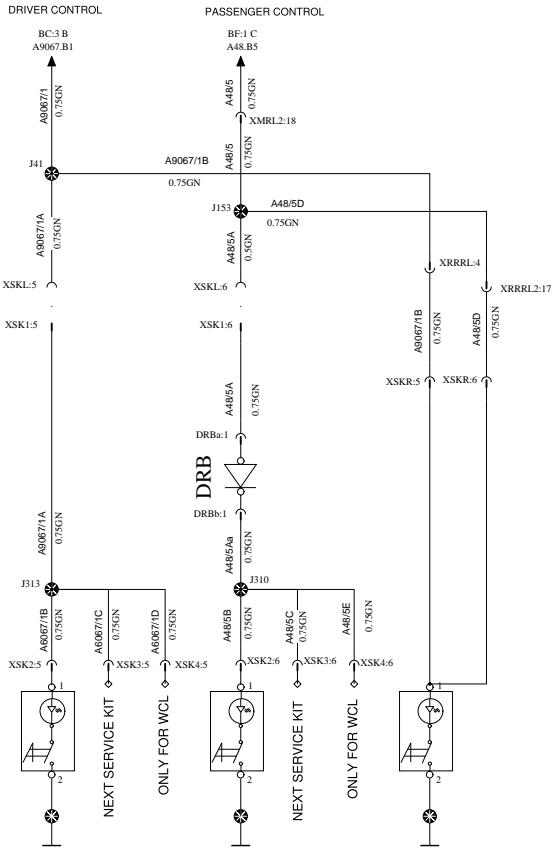 DRIVER CONTROL
PASSENGER CONTROL
BC:3 B
A9067.B1
BF:1 C
A48.B5
A9067/1
0.75GN
A48/5
0.75GN
XMRL2:18
J41
A9067/1B
0.75GN
A48/5
0.75GN
J153
A48/5D
0.75GN
A9067/1A
0.75GN
A48/5A
0.5GN
XSKL:5
XSKL:6
XRRRL:4
XRRRL2:17
XSK1:5
XSK1:6
A9067/1B
0.75GN
A48/5D
0.75GN
XSKR:5
XSKR:6
A48/5A
0.75GN
DRBa:1
DRB
DRBb:1
A9067/1A
0.75GN
A48/5Aa
0.75GN
J313
J310
A6067/1B
0.75GN
A6067/1C
0.75GN
A6067/1D
0.75GN
A48/5B
0.75GN
A48/5C
0.75GN
A48/5E
0.75GN
XSK2:5
XSK3:5
XSK4:5
XSK2:6
XSK3:6
XSK4:6
1
2
NEXT SERVICE KIT
ONLY FOR WCL
1
2
NEXT SERVICE KIT
ONLY FOR WCL
1
2